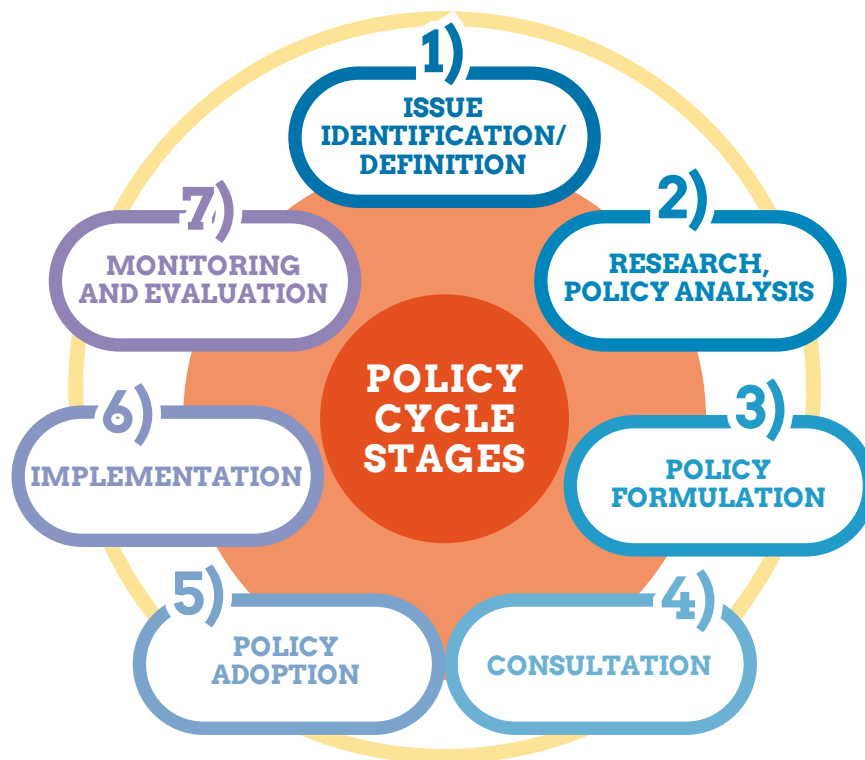 1)
ISSUE
IDENTIFICATION/
DEFINITION
2)
RESEARCH,
POLICY ANALYSIS
3)
POLICY
FORMULATION
4)
CONSULTATION
5)
POLICY
ADOPTION
6)
IMPLEMENTATION
7)
MONITORING
AND EVALUATION
POLICY
CYCLE
STAGES